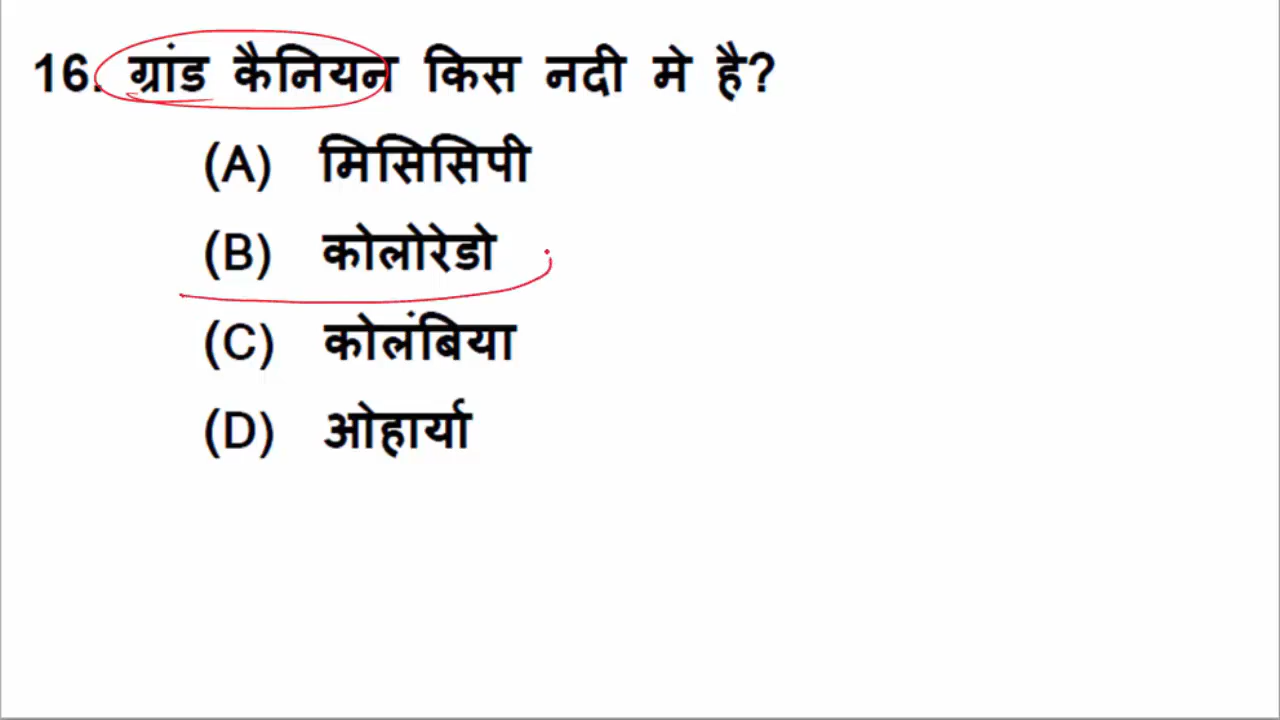 16. ग्रांड कैनियन किस नदी मे है?
(A) मिसिसिपी
(B) कोलोरेडो
(C) कोलंबिया
(D) ओहार्या